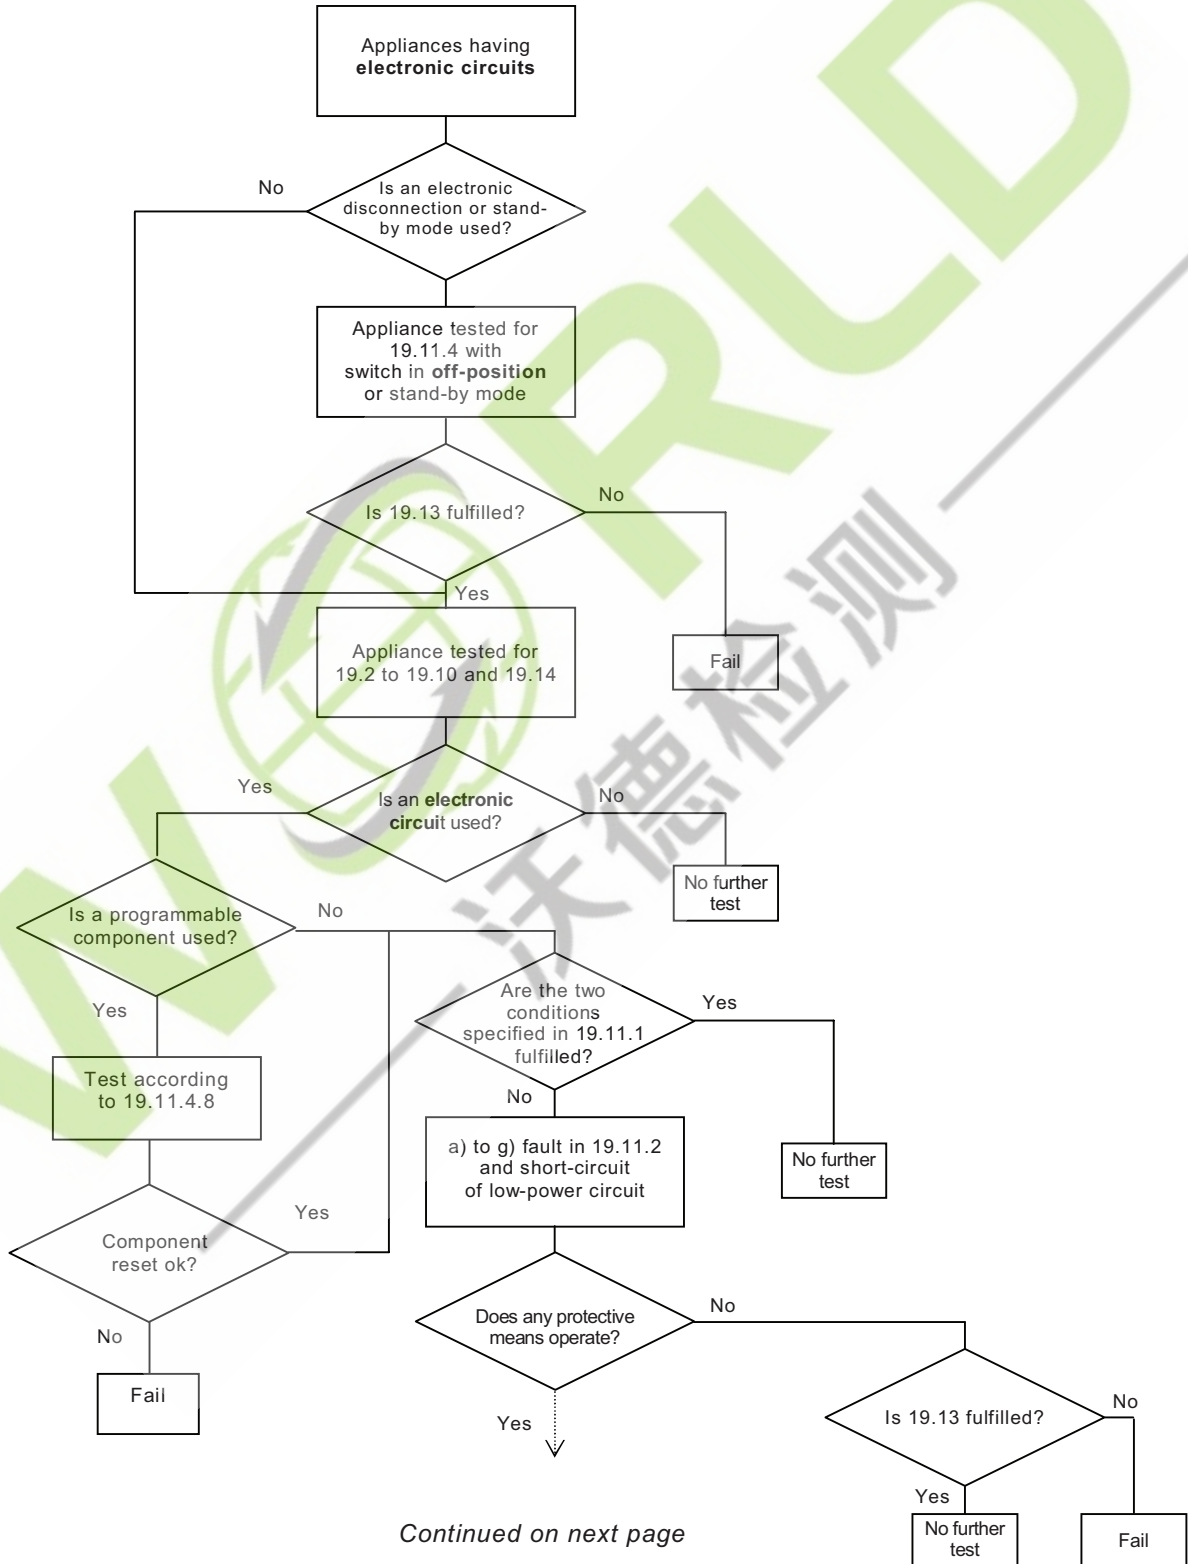 Appliances having
electronic circuits
No
Is an electronic
disconnection or stand-
by mode used?
Appliance tested for
19.11.4 with
switch in off-position
or stand-by mode
Is 19.13 fulfilled?
No
Yes
Appliance tested for
19.2 to 19.10 and 19.14
Fail
Yes
Is an electronic
circuit used?
No
No further
test
Is a programmable
component used?
No
Yes
Are the two
conditions
specified in 19.11.1
fulfilled?
Yes
No
Test according
to 19.11.4.8
a) to g) fault in 19.11.2
and short-circuit
of low-power circuit
No further
test
Component
reset ok?
Yes
No
Fail
Does any protective
means operate?
No
Yes
Is 19.13 fulfilled?
No
Yes
No further
test
Fail
Continued on next page
WORLD
沃德检测